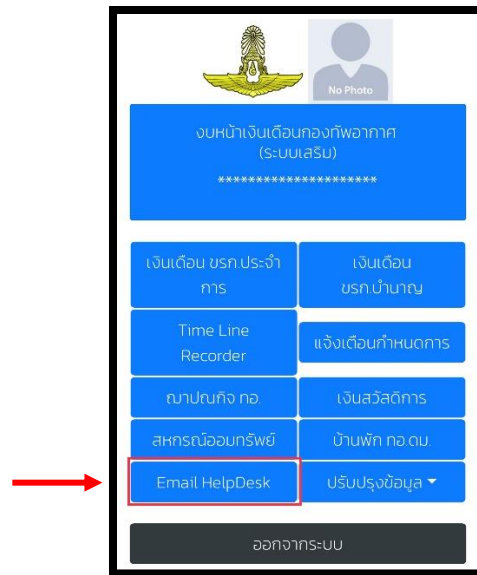 No Photo
งบหน้าเงินเดือนกองทัพอากาศ
(ระบบเสริม)
*********************
เงินเดือน ขรก.ประจำ
การ
เงินเดือน
ขรก.บำนาญ
Time Line
Recorder
แจ้งเตือนกำหนดการ
ฌาปณกิจ ทอ.
เงินสวัสดิการ
สหกรณ์ออมทรัพย์
บ้านพัก ทอ.ดม.
Email HelpDesk
ปรับปรุงข้อมูล
ออกจากระบบ